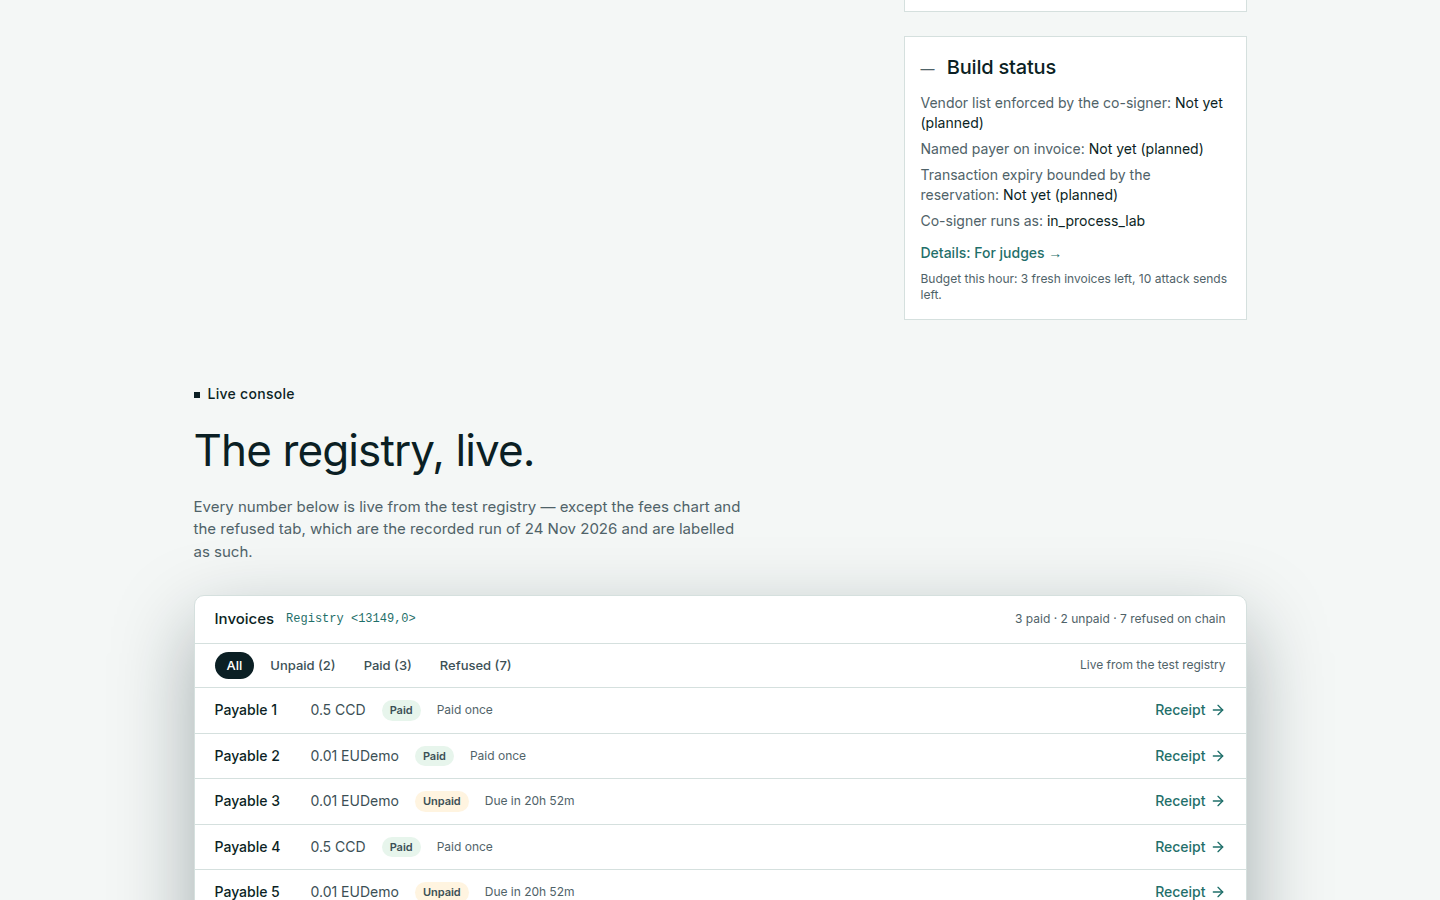 — Build status
Vendor list enforced by the co-signer: Not yet
(planned)
Named payer on invoice: Not yet (planned)
Transaction expiry bounded by the
reservation: Not yet (planned)
Co-signer runs as: in_process_lab
Details: For judges →
Budget this hour: 3 fresh invoices left, 10 attack sends
left.
Live console
The registry, live.
Every number below is live from the test registry — except the fees chart and
the refused tab, which are the recorded run of 24 Nov 2026 and are labelled
as such.
Invoices Registry <13149,0> 3 paid · 2 unpaid · 7 refused on chain
All Unpaid (2) Paid (3) Refused (7) Live from the test registry
Payable 1 0.5 CCD Paid Paid once Receipt →
Payable 2 0.01 EUDemo Paid Paid once Receipt →
Payable 3 0.01 EUDemo Unpaid Due in 20h 52m Receipt →
Payable 4 0.5 CCD Paid Paid once Receipt →
Payable 5 0.01 EUDemo Unpaid Due in 20h 52m Receipt →